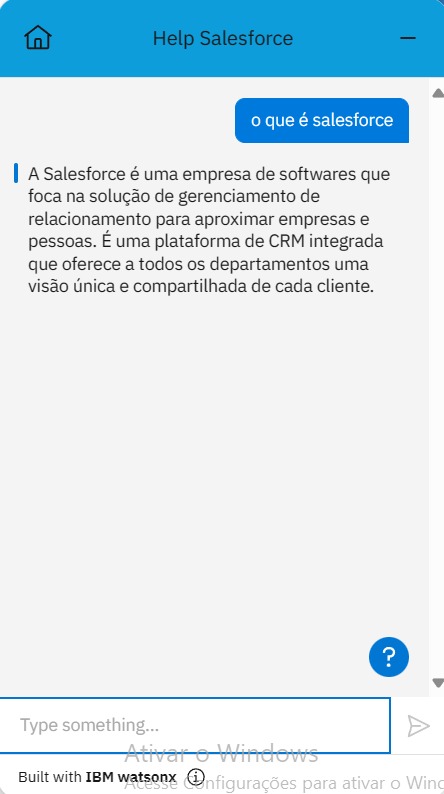 Help Salesforce
o que é salesforce
A Salesforce é uma empresa de softwares que
foca na solução de gerenciamento de
relacionamento para aproximar empresas e
pessoas. É uma plataforma de CRM integrada
que oferece a todos os departamentos uma
visão única e compartilhada de cada cliente.
?
Type something...
Ativar o Windows
Built with IBM watsonx
Acesse Configurações para ativar o Winc